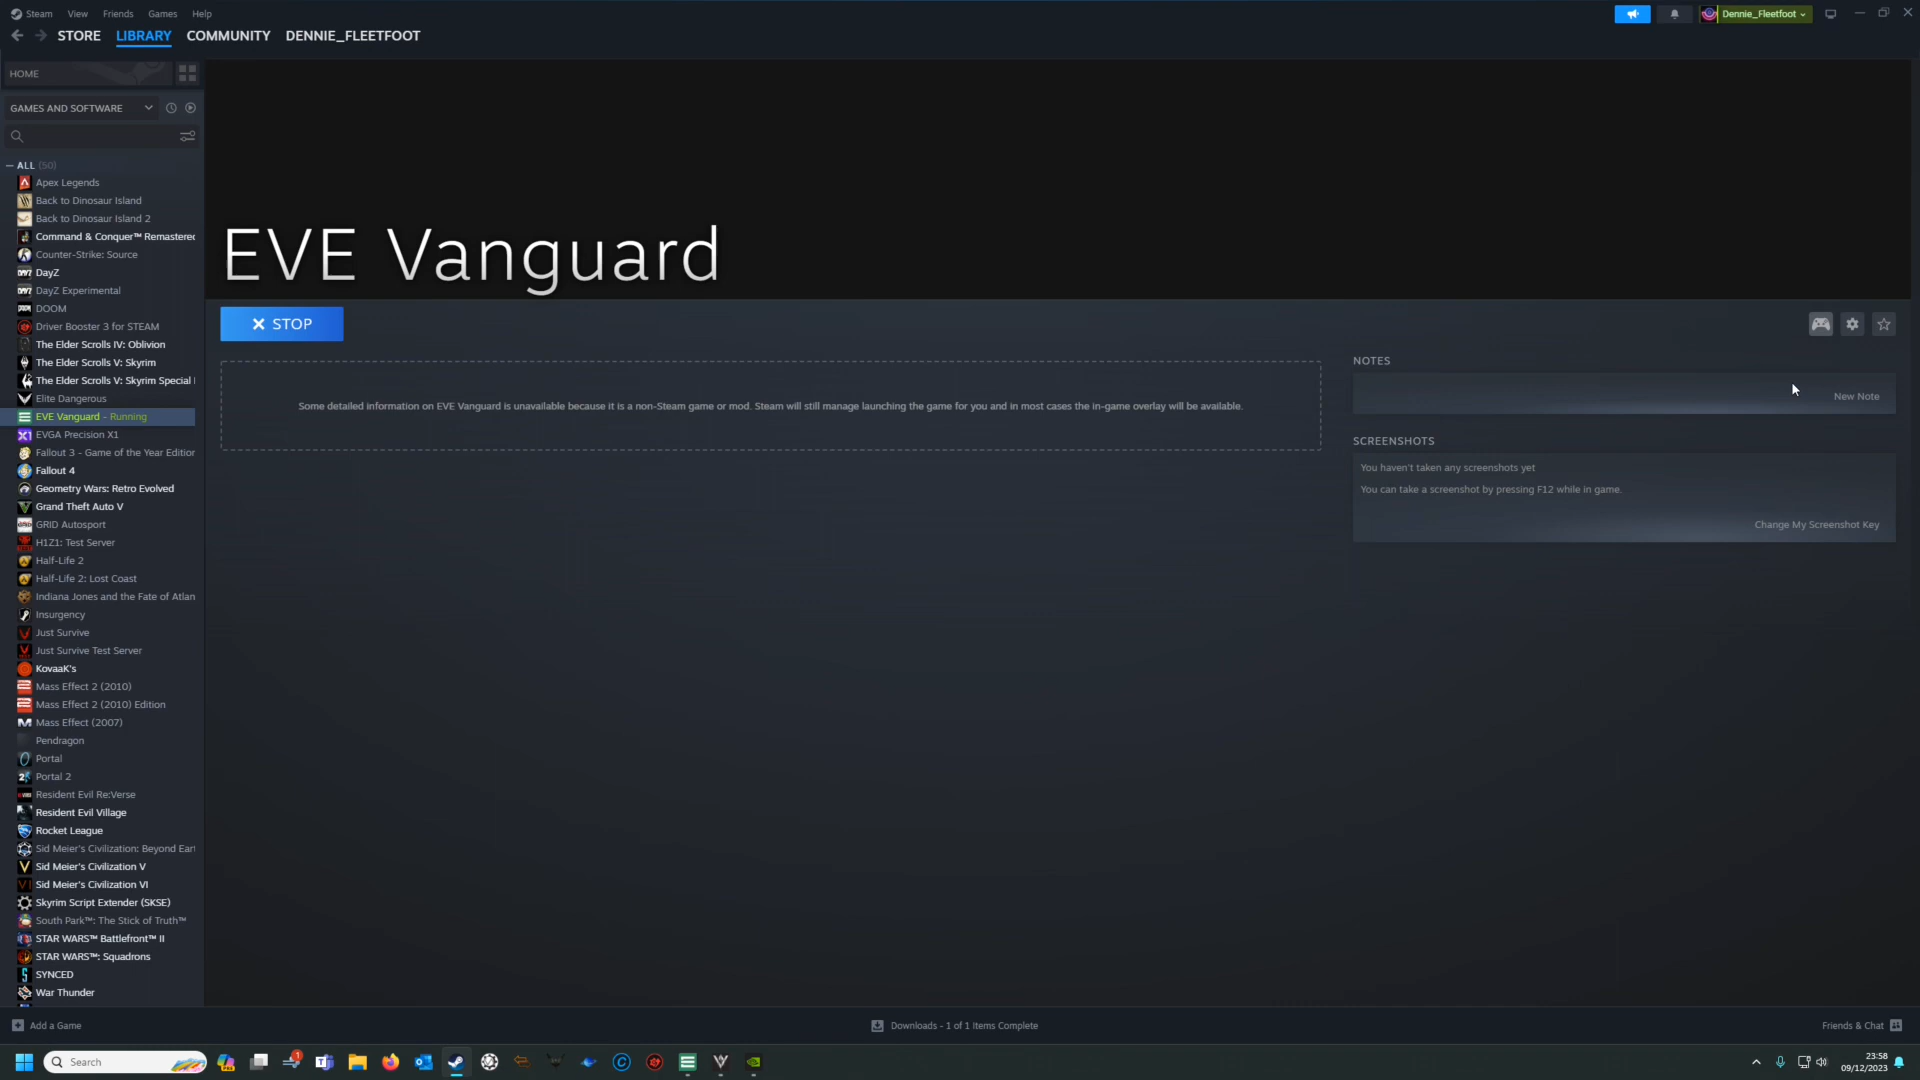 Steam View Friends Games Help
Dennie_Fleetfoot
STORE LIBRARY COMMUNITY DENNIE_FLEETFOOT
HOME
GAMES AND SOFTWARE
EVE Vanguard
STOP
ALL (50)
Apex Legends
Back to Dinosaur Island
Back to Dinosaur Island 2
Command & Conquer™ Remastered
Counter-Strike: Source
DayZ
DayZ Experimental
DOOM
Driver Booster 3 for STEAM
The Elder Scrolls IV: Oblivion
The Elder Scrolls V: Skyrim
The Elder Scrolls V: Skyrim Special
Elite Dangerous
EVE Vanguard - Running
EVGA Precision X1
Fallout 3 - Game of the Year Edition
Fallout 4
Geometry Wars: Retro Evolved
Grand Theft Auto V
GRID Autosport
H1Z1: Test Server
Half-Life 2
Half-Life 2: Lost Coast
Indiana Jones and the Fate of Atlan
Insurgency
Just Survive
Just Survive Test Server
KovaaK's
Mass Effect 2 (2010)
Mass Effect 2 (2010) Edition
Mass Effect (2007)
Pendragon
Portal
Portal 2
Resident Evil Re:Verse
Resident Evil Village
Rocket League
Sid Meier's Civilization: Beyond Ear
Sid Meier's Civilization V
Sid Meier's Civilization VI
Skyrim Script Extender (SKSE)
South Park™: The Stick of Truth™
STAR WARS™ Battlefront™ II
STAR WARS™: Squadrons
SYNCED
War Thunder
Some detailed information on EVE Vanguard is unavailable because it is a non-Steam game or mod. Steam will still manage launching the game for you and in most cases the in-game overlay will be available.
NOTES
New Note
SCREENSHOTS
You haven't taken any screenshots yet
You can take a screenshot by pressing F12 while in game.
Change My Screenshot Key
Add a Game
Downloads - 1 of 1 Items Complete
Friends & Chat
Search
1
23:58
09/12/2023